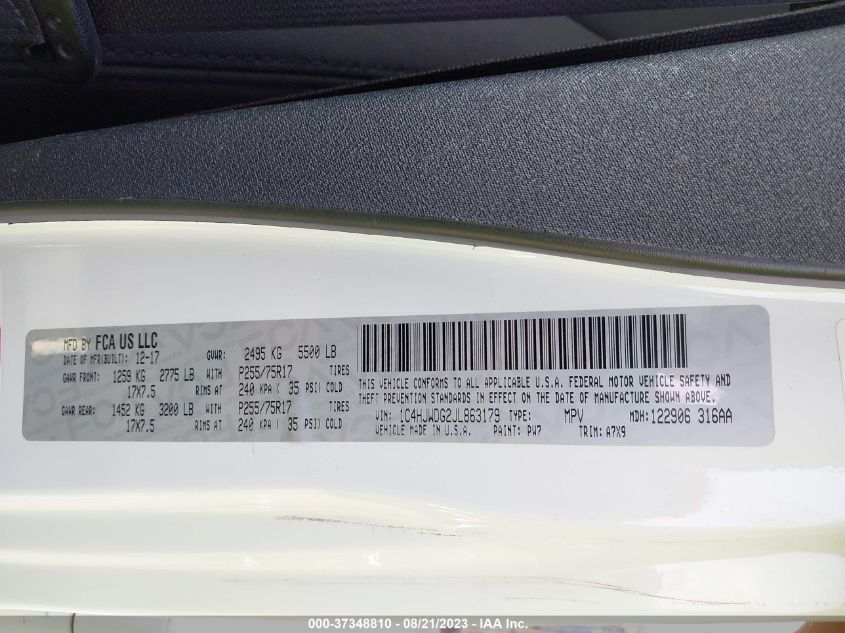 MFD BY FCA US LLC
DATE OF MFR(BUILT): 12-17 GVWR: 2495 KG 5500 LB
GAWR FRONT: 1259 KG 2775 LB WITH P255/75R17 TIRES
17X7.5 RIMS AT 240 KPA ( 35 PSI) COLD
GAWR REAR: 1452 KG 3200 LB WITH P255/75R17 TIRES
17X7.5 RIMS AT 240 KPA ( 35 PSI) COLD
THIS VEHICLE CONFORMS TO ALL APPLICABLE U.S.A. FEDERAL MOTOR VEHICLE SAFETY AND
THEFT PREVENTION STANDARDS IN EFFECT ON THE DATE OF MANUFACTURE SHOWN ABOVE.
VIN: 1C4HJWDG2JL863179 TYPE: MPV MDH: 122906 316AA
VEHICLE MADE IN U.S.A. PAINT: PW7 TRIM: A7X9
000-37348810 - 08/21/2023 - IAA Inc.